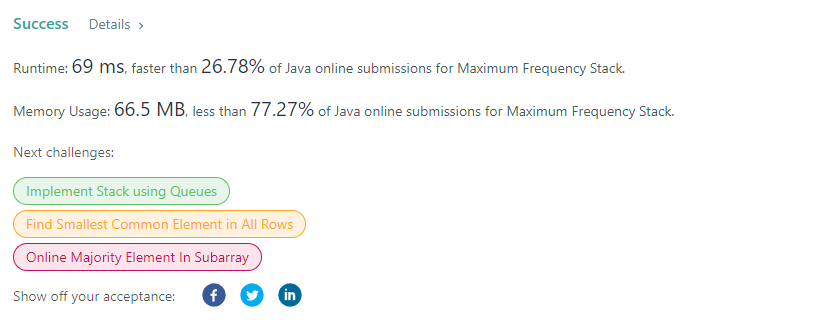 Success Details >
Runtime: 69 ms, faster than 26.78% of Java online submissions for Maximum Frequency Stack.
Memory Usage: 66.5 MB, less than 77.27% of Java online submissions for Maximum Frequency Stack.
Next challenges:
Implement Stack using Queues
Find Smallest Common Element in All Rows
Online Majority Element In Subarray
Show off your acceptance: f in